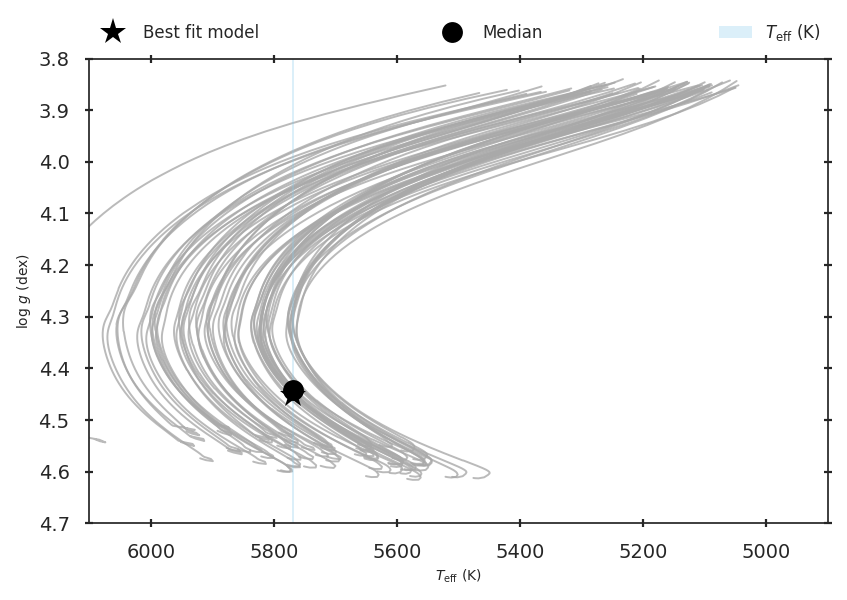 Best fit model Median T_eff (K)
3.8
3.9
4.0
4.1
4.2
4.3
4.4
4.5
4.6
4.7
log g (dex)
6000 5800 5600 5400 5200 5000
T_eff (K)